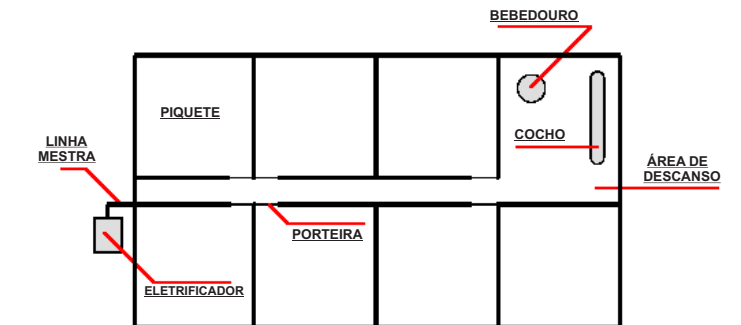 BEBEDOURO
PIQUETE
COCHO
LINHA
MESTRA
ÁREA DE
DESCANSO
PORTEIRA
ELETRIFICADOR